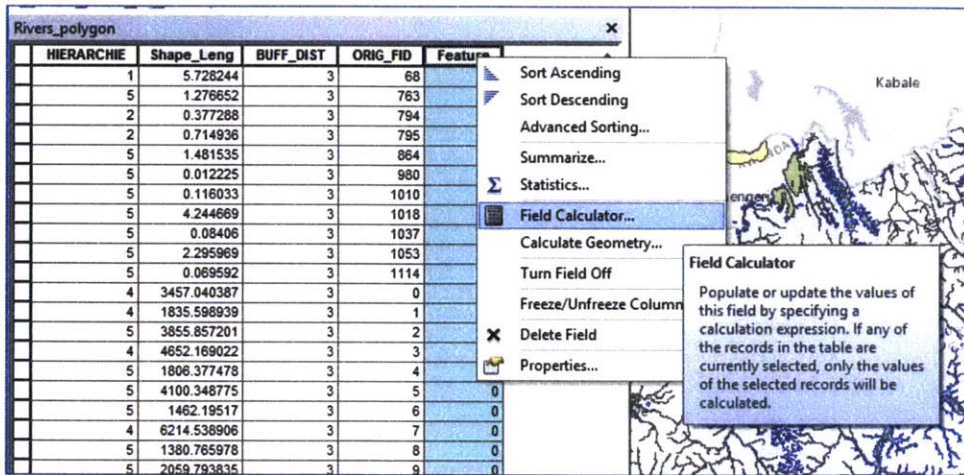 Rivers_polygon ×
HIERARCHIE Shape_Leng BUFF_DIST ORIG_FID Feature
1 5.728244 3 68
5 1.276652 3 763
2 0.377288 3 794
2 0.714936 3 795
5 1.481535 3 864
5 0.012225 3 980
5 0.116033 3 1010
5 4.244669 3 1018
5 0.08406 3 1037
5 2.295969 3 1053
5 0.069592 3 1114
4 3457.040387 3 0
4 1835.598939 3 1
5 3855.857201 3 2
4 4652.169022 3 3
5 1806.377478 3 4
5 4100.348775 3 5 0
5 1462.19517 3 6 0
4 6214.538906 3 7 0
5 1380.765978 3 8 0
5 2059.793835 3 9 0
Sort Ascending
Sort Descending
Advanced Sorting...
Summarize...
Σ Statistics...
Field Calculator...
Calculate Geometry...
Turn Field Off
Freeze/Unfreeze Column
Delete Field
Properties...
Field Calculator
Populate or update the values of
this field by specifying a
calculation expression. If any of
the records in the table are
currently selected, only the values
of the selected records will be
calculated.
Kabale